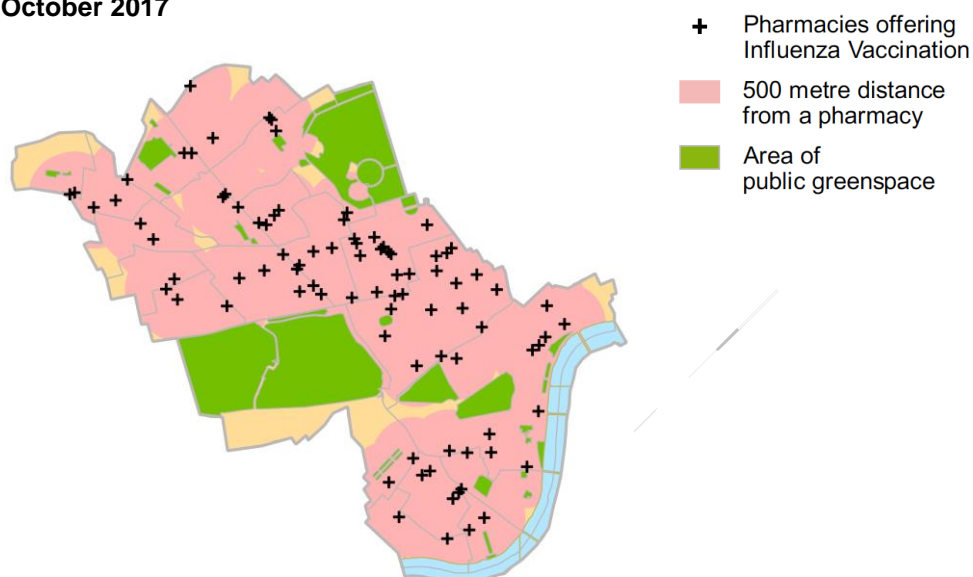 October 2017
Pharmacies offering
Influenza Vaccination
500 metre distance
from a pharmacy
Area of
public greenspace